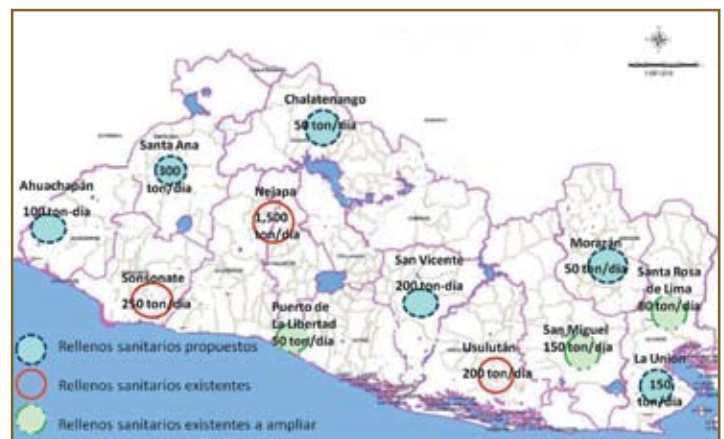 Chalatenango
50 ton/día
Santa Ana
300
ton/día
Ahuachapán
100 ton-día
Nejapa
1,500
ton/día
Sonsonate
250 ton/día
San Vicente
200 ton-día
Morazán
50 ton/día
Santa Rosa
de Lima
80 ton/día
Puerto de
La Libertad
50 ton/día
San Miguel
150 ton/día
Usulután
200 ton/día
La Unión
150
ton/día
Rellenos sanitarios propuestos
Rellenos sanitarios existentes
Rellenos sanitarios existentes a ampliar